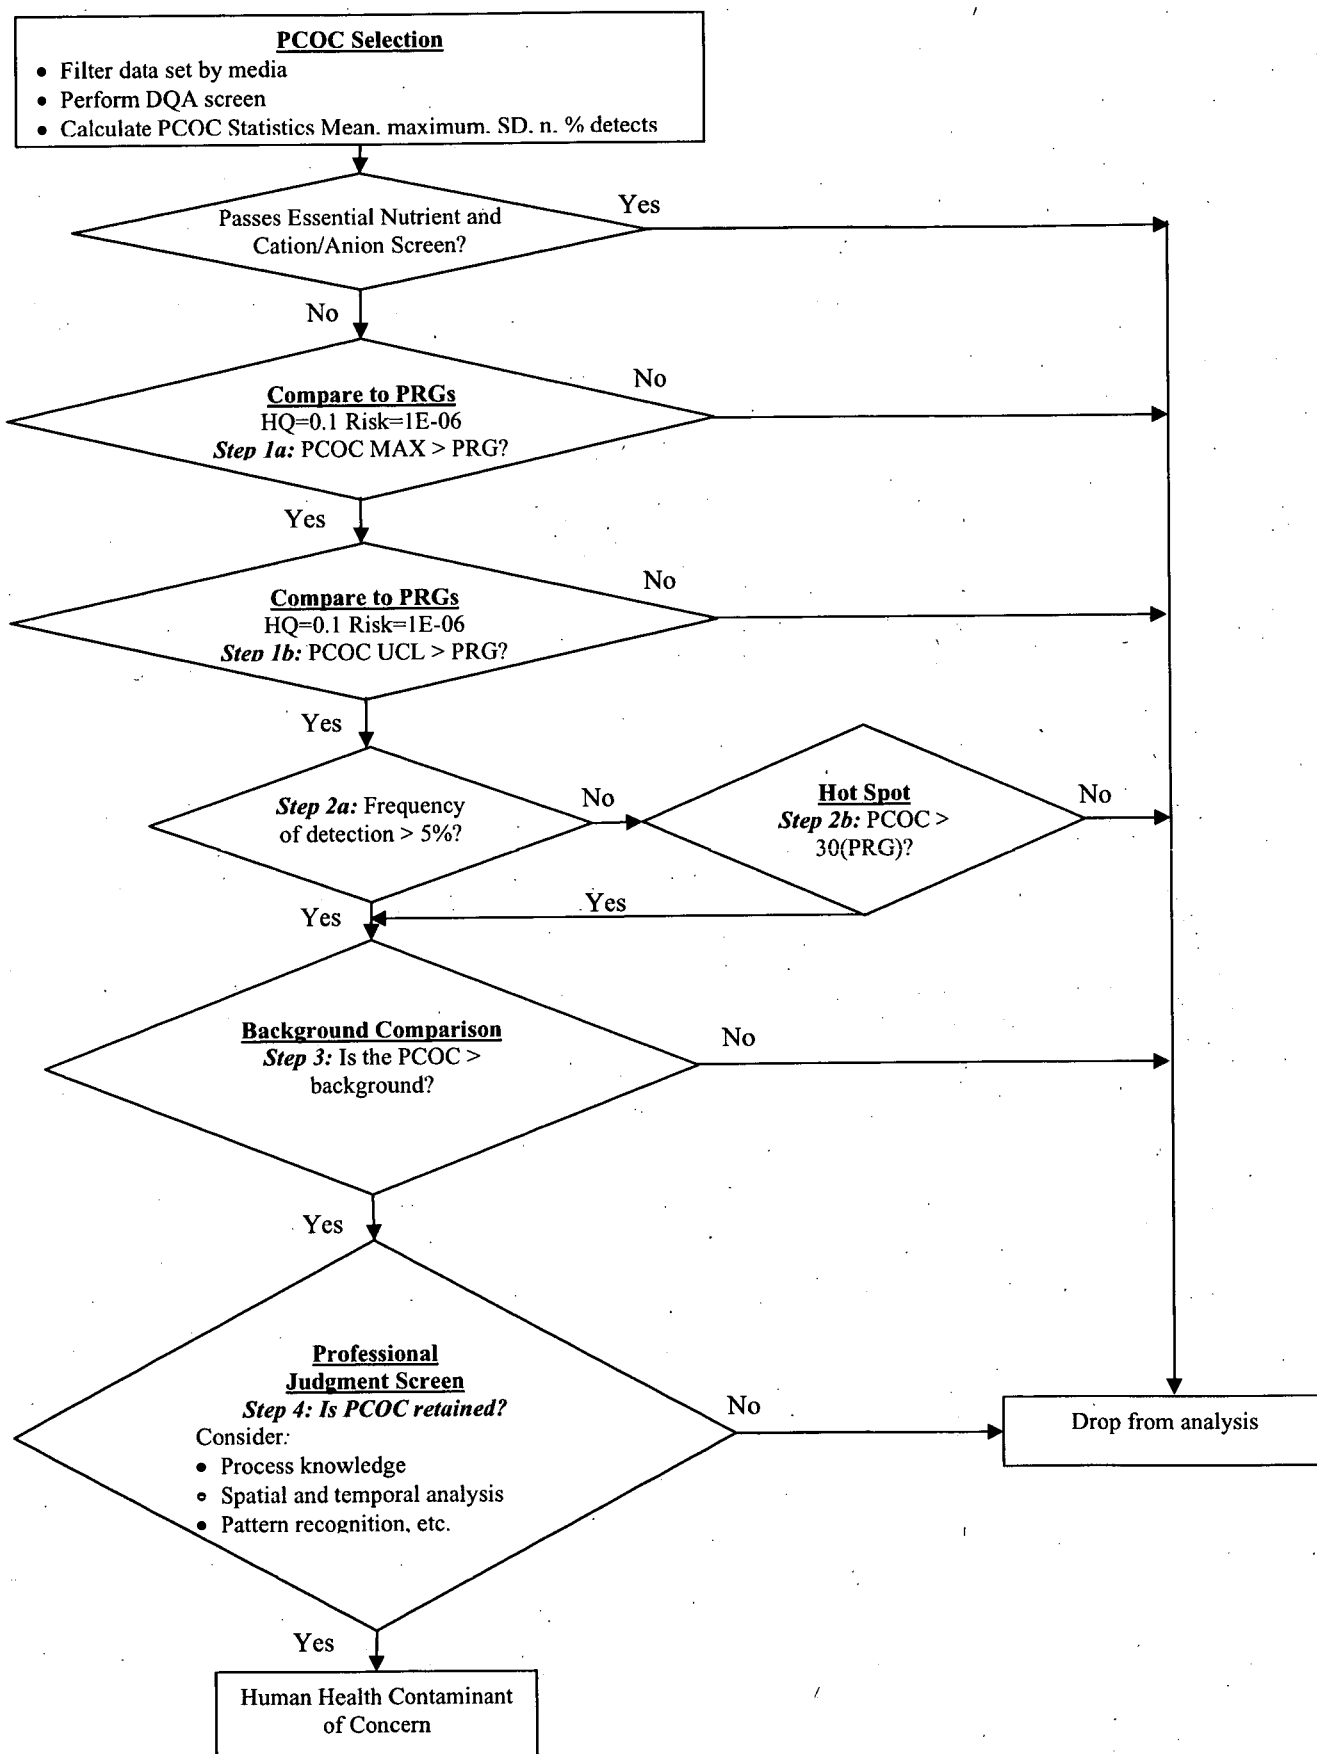 PCOC Selection
• Filter data set by media
• Perform DQA screen
• Calculate PCOC Statistics Mean. maximum. SD. n. % detects
Passes Essential Nutrient and
Cation/Anion Screen?
Yes
No
Compare to PRGs
HQ=0.1 Risk=1E-06
Step 1a: PCOC MAX > PRG?
No
Yes
Compare to PRGs
HQ=0.1 Risk=1E-06
Step 1b: PCOC UCL > PRG?
No
Yes
Step 2a: Frequency
of detection > 5%?
No
Hot Spot
Step 2b: PCOC >
30(PRG)?
No
Yes
Yes
Background Comparison
Step 3: Is the PCOC >
background?
No
Yes
Professional
Judgment Screen
Step 4: Is PCOC retained?
Consider:
• Process knowledge
• Spatial and temporal analysis
• Pattern recognition, etc.
No
Drop from analysis
Yes
Human Health Contaminant
of Concern